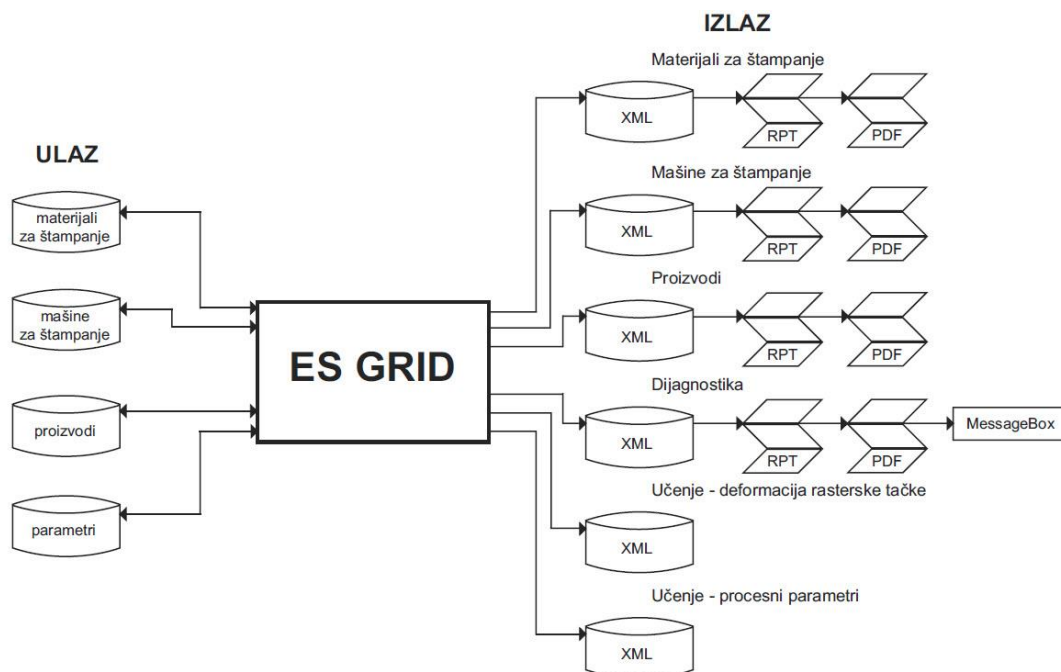 ULAZ
materijali
za štampanje
mašine
za štampanje
proizvodi
parametri
ES GRID
IZLAZ
Materijali za štampanje
XML
RPT
PDF
Mašine za štampanje
XML
RPT
PDF
Proizvodi
XML
RPT
PDF
Dijagnostika
XML
RPT
PDF
MessageBox
Učenje - deformacija rasterske tačke
XML
Učenje - procesni parametri
XML